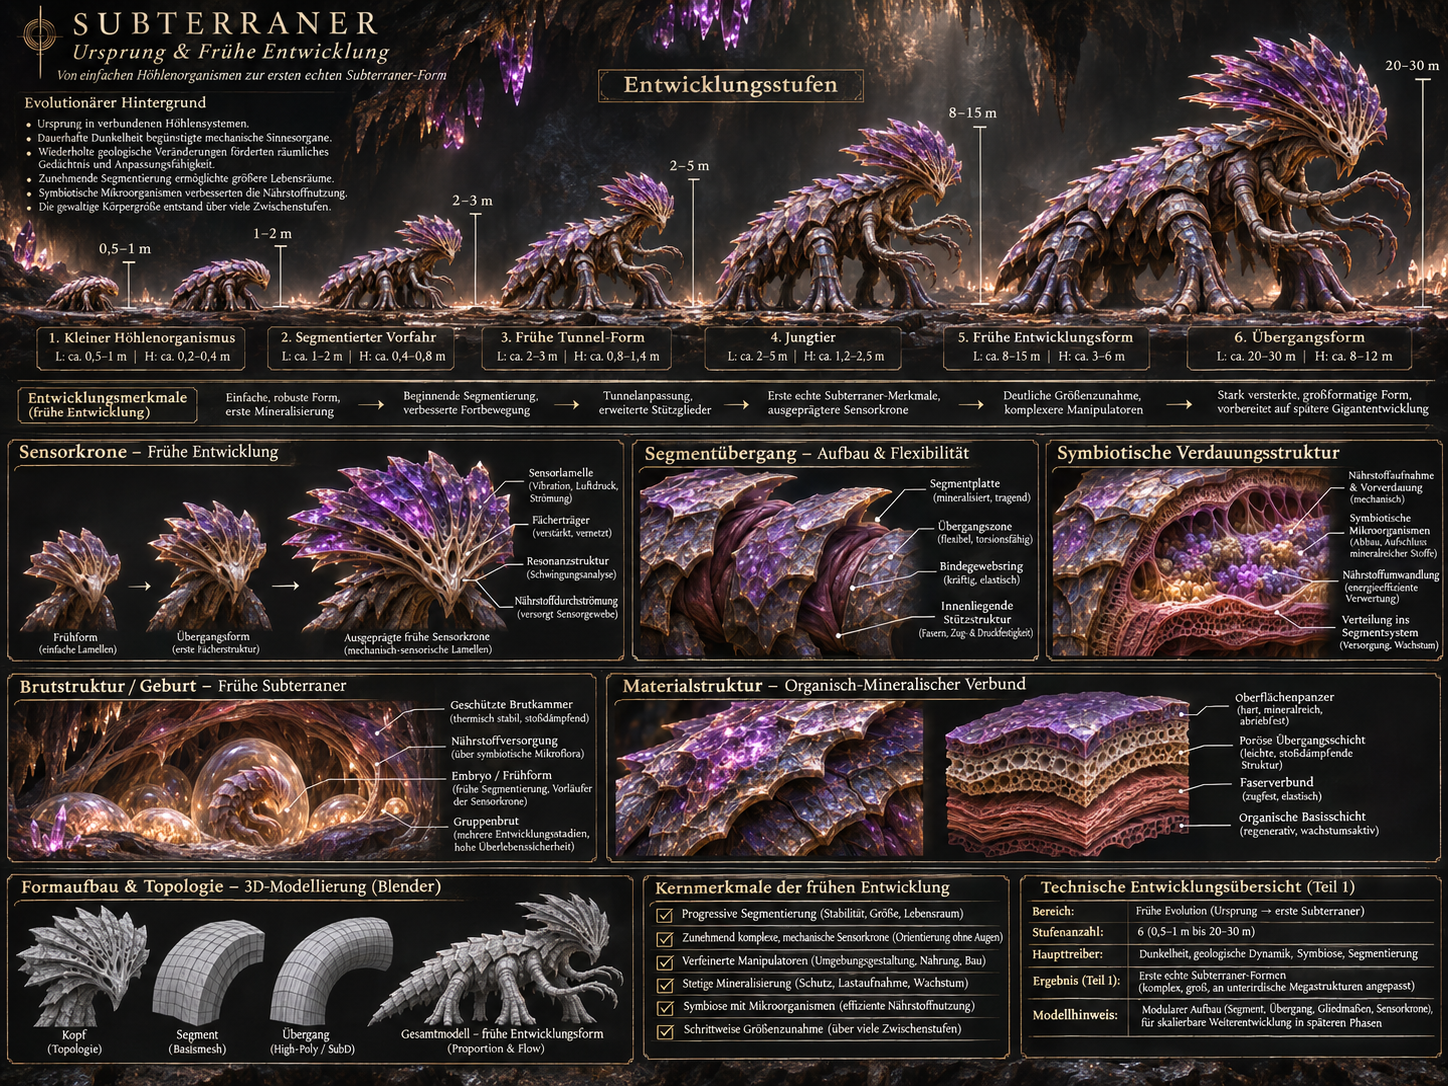 SUBTERRANER
Ursprung & Frühe Entwicklung
Von einfachen Höhlenorganismen zur ersten echten Subterraner-Form
Evolutionärer Hintergrund
• Ursprung in verbundenen Höhlensystemen.
• Dauerhafte Dunkelheit begünstigte mechanische Sinnesorgane.
• Wiederholte geologische Veränderungen förderten räumliches
Gedächtnis und Anpassungsfähigkeit.
• Zunehmende Segmentierung ermöglichte größere Lebensräume.
• Symbiotische Mikroorganismen verbesserten die Nährstoffnutzung.
• Die gewaltige Körpergröße entstand über viele Zwischenstufen.
Entwicklungsstufen
0,5–1 m
1–2 m
2–3 m
2–5 m
8–15 m
20–30 m
1. Kleiner Höhlenorganismus
L: ca. 0,5–1 m | H: ca. 0,2–0,4 m
2. Segmentierter Vorfahr
L: ca. 1–2 m | H: ca. 0,4–0,8 m
3. Frühe Tunnel-Form
L: ca. 2–3 m | H: ca. 0,8–1,4 m
4. Jungtier
L: ca. 2–5 m | H: ca. 1,2–2,5 m
5. Frühe Entwicklungsform
L: ca. 8–15 m | H: ca. 3–6 m
6. Übergangsform
L: ca. 20–30 m | H: ca. 8–12 m
Entwicklungsmerkmale
(frühe Entwicklung)
Einfache, robuste Form,
erste Mineralisierung
→
Beginnende Segmentierung,
verbesserte Fortbewegung
→
Tunnelanpassung,
erweiterte Stützglieder
→
Erste echte Subterraner-Merkmale,
ausgeprägtere Sensorkrone
→
Deutliche Größenzunahme,
komplexere Manipulatoren
→
Stark versterkte, großformatige Form,
vorbereitet auf spätere Gigantentwicklung
Sensorkrone – Frühe Entwicklung
Sensorlamelle
(Vibration, Luftdruck,
Strömung)
Fächerträger
(verstärkt, vernetzt)
Resonanzstruktur
(Schwingungsanalyse)
Nährstoffdurchströmung
(versorgt Sensorgewebe)
Frühform
(einfache Lamellen)
Übergangsform
(erste Fächerstruktur)
Ausgeprägte frühe Sensorkrone
(mechanisch-sensorische Lamellen)
Segmentübergang – Aufbau & Flexibilität
Segmentplatte
(mineralisiert, tragend)
Übergangszone
(flexibel, torsionsfähig)
Bindegewebsring
(kräftig, elastisch)
Innenliegende
Stützstruktur
(Fasern, Zug- & Druckfestigkeit)
Symbiotische Verdauungsstruktur
Nährstoffaufnahme
& Vorverdauung
(mechanisch)
Symbiotische
Mikroorganismen
(Abbau, Aufschluss
mineralreicher Stoffe)
Nährstoffumwandlung
(energieeffiziente
Verwertung)
Verteilung ins
Segmentsystem
(Versorgung, Wachstum)
Brutstruktur / Geburt – Frühe Subterraner
Geschützte Brutkammer
(thermisch stabil, stoßdämpfend)
Nährstoffversorgung
(über symbiotische Mikroflora)
Embryo / Frühform
(frühe Segmentierung, Vorläufer
der Sensorkrone)
Gruppenbrut
(mehrere Entwicklungsstadien,
hohe Überlebenssicherheit)
Materialstruktur – Organisch-Mineralischer Verbund
Oberflächenpanzer
(hart, mineralreich,
abriebfest)
Poröse Übergangsschicht
(leichte, stoßdämpfende
Struktur)
Faserverbund
(zugfest, elastisch)
Organische Basisschicht
(regenerativ, wachstumsaktiv)
Formaufbau & Topologie – 3D-Modellierung (Blender)
Kopf
(Topologie)
Segment
(Basismesh)
Übergang
(High-Poly / SubD)
Gesamtmodell – frühe Entwicklungsform
(Proportion & Flow)
Kernmerkmale der frühen Entwicklung
Progressive Segmentierung (Stabilität, Größe, Lebensraum)
Zunehmend komplexe, mechanische Sensorkrone (Orientierung ohne Augen)
Verfeinerte Manipulatoren (Umgebungsgestaltung, Nahrung, Bau)
Stetige Mineralisierung (Schutz, Lastaufnahme, Wachstum)
Symbiose mit Mikroorganismen (effiziente Nährstoffnutzung)
Schrittweise Größenzunahme (über viele Zwischenstufen)
Technische Entwicklungsübersicht (Teil 1)
Bereich: Frühe Evolution (Ursprung → erste Subterraner)
Stufenanzahl: 6 (0,5–1 m bis 20–30 m)
Haupttreiber: Dunkelheit, geologische Dynamik, Symbiose, Segmentierung
Ergebnis (Teil 1): Erste echte Subterraner-Formen
(komplex, groß, an unterirdische Megastrukturen angepasst)
Modellhinweis: Modularer Aufbau (Segment, Übergang, Gliedmaßen, Sensorkrone),
für skalierbare Weiterentwicklung in späteren Phasen